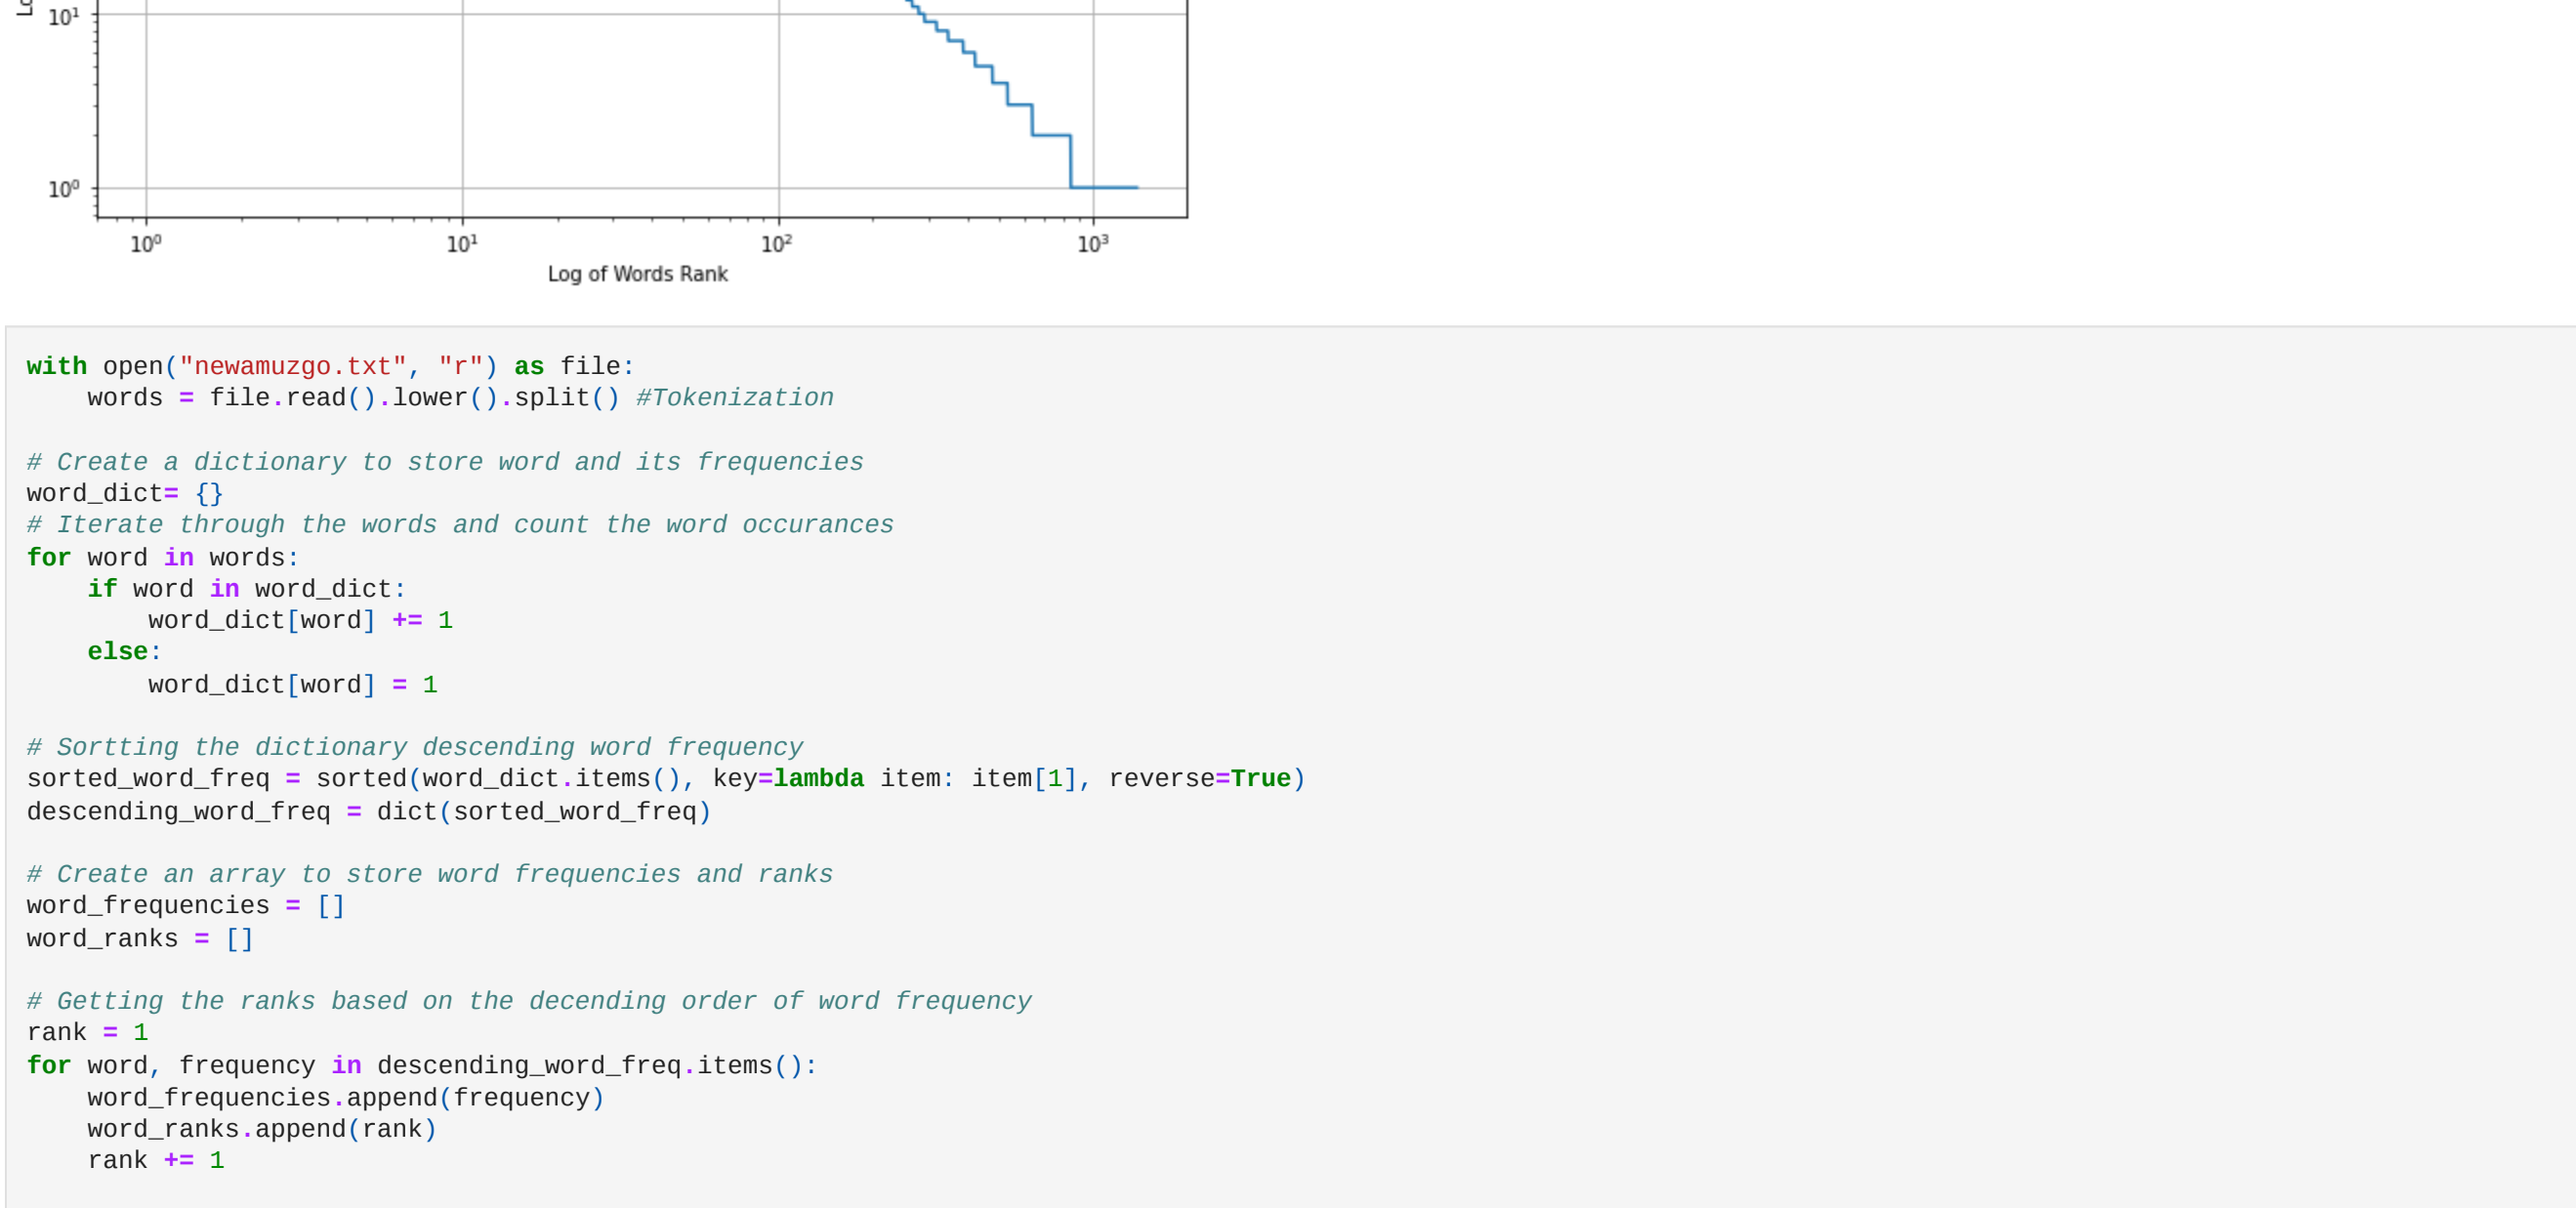 10¹
10⁰
10⁰ 10¹ 10² 10³
Log of Words Rank
with open("newamuzgo.txt", "r") as file:
    words = file.read().lower().split() #Tokenization

# Create a dictionary to store word and its frequencies
word_dict= {}
# Iterate through the words and count the word occurances
for word in words:
    if word in word_dict:
        word_dict[word] += 1
    else:
        word_dict[word] = 1

# Sortting the dictionary descending word frequency
sorted_word_freq = sorted(word_dict.items(), key=lambda item: item[1], reverse=True)
descending_word_freq = dict(sorted_word_freq)

# Create an array to store word frequencies and ranks
word_frequencies = []
word_ranks = []

# Getting the ranks based on the decending order of word frequency
rank = 1
for word, frequency in descending_word_freq.items():
    word_frequencies.append(frequency)
    word_ranks.append(rank)
    rank += 1